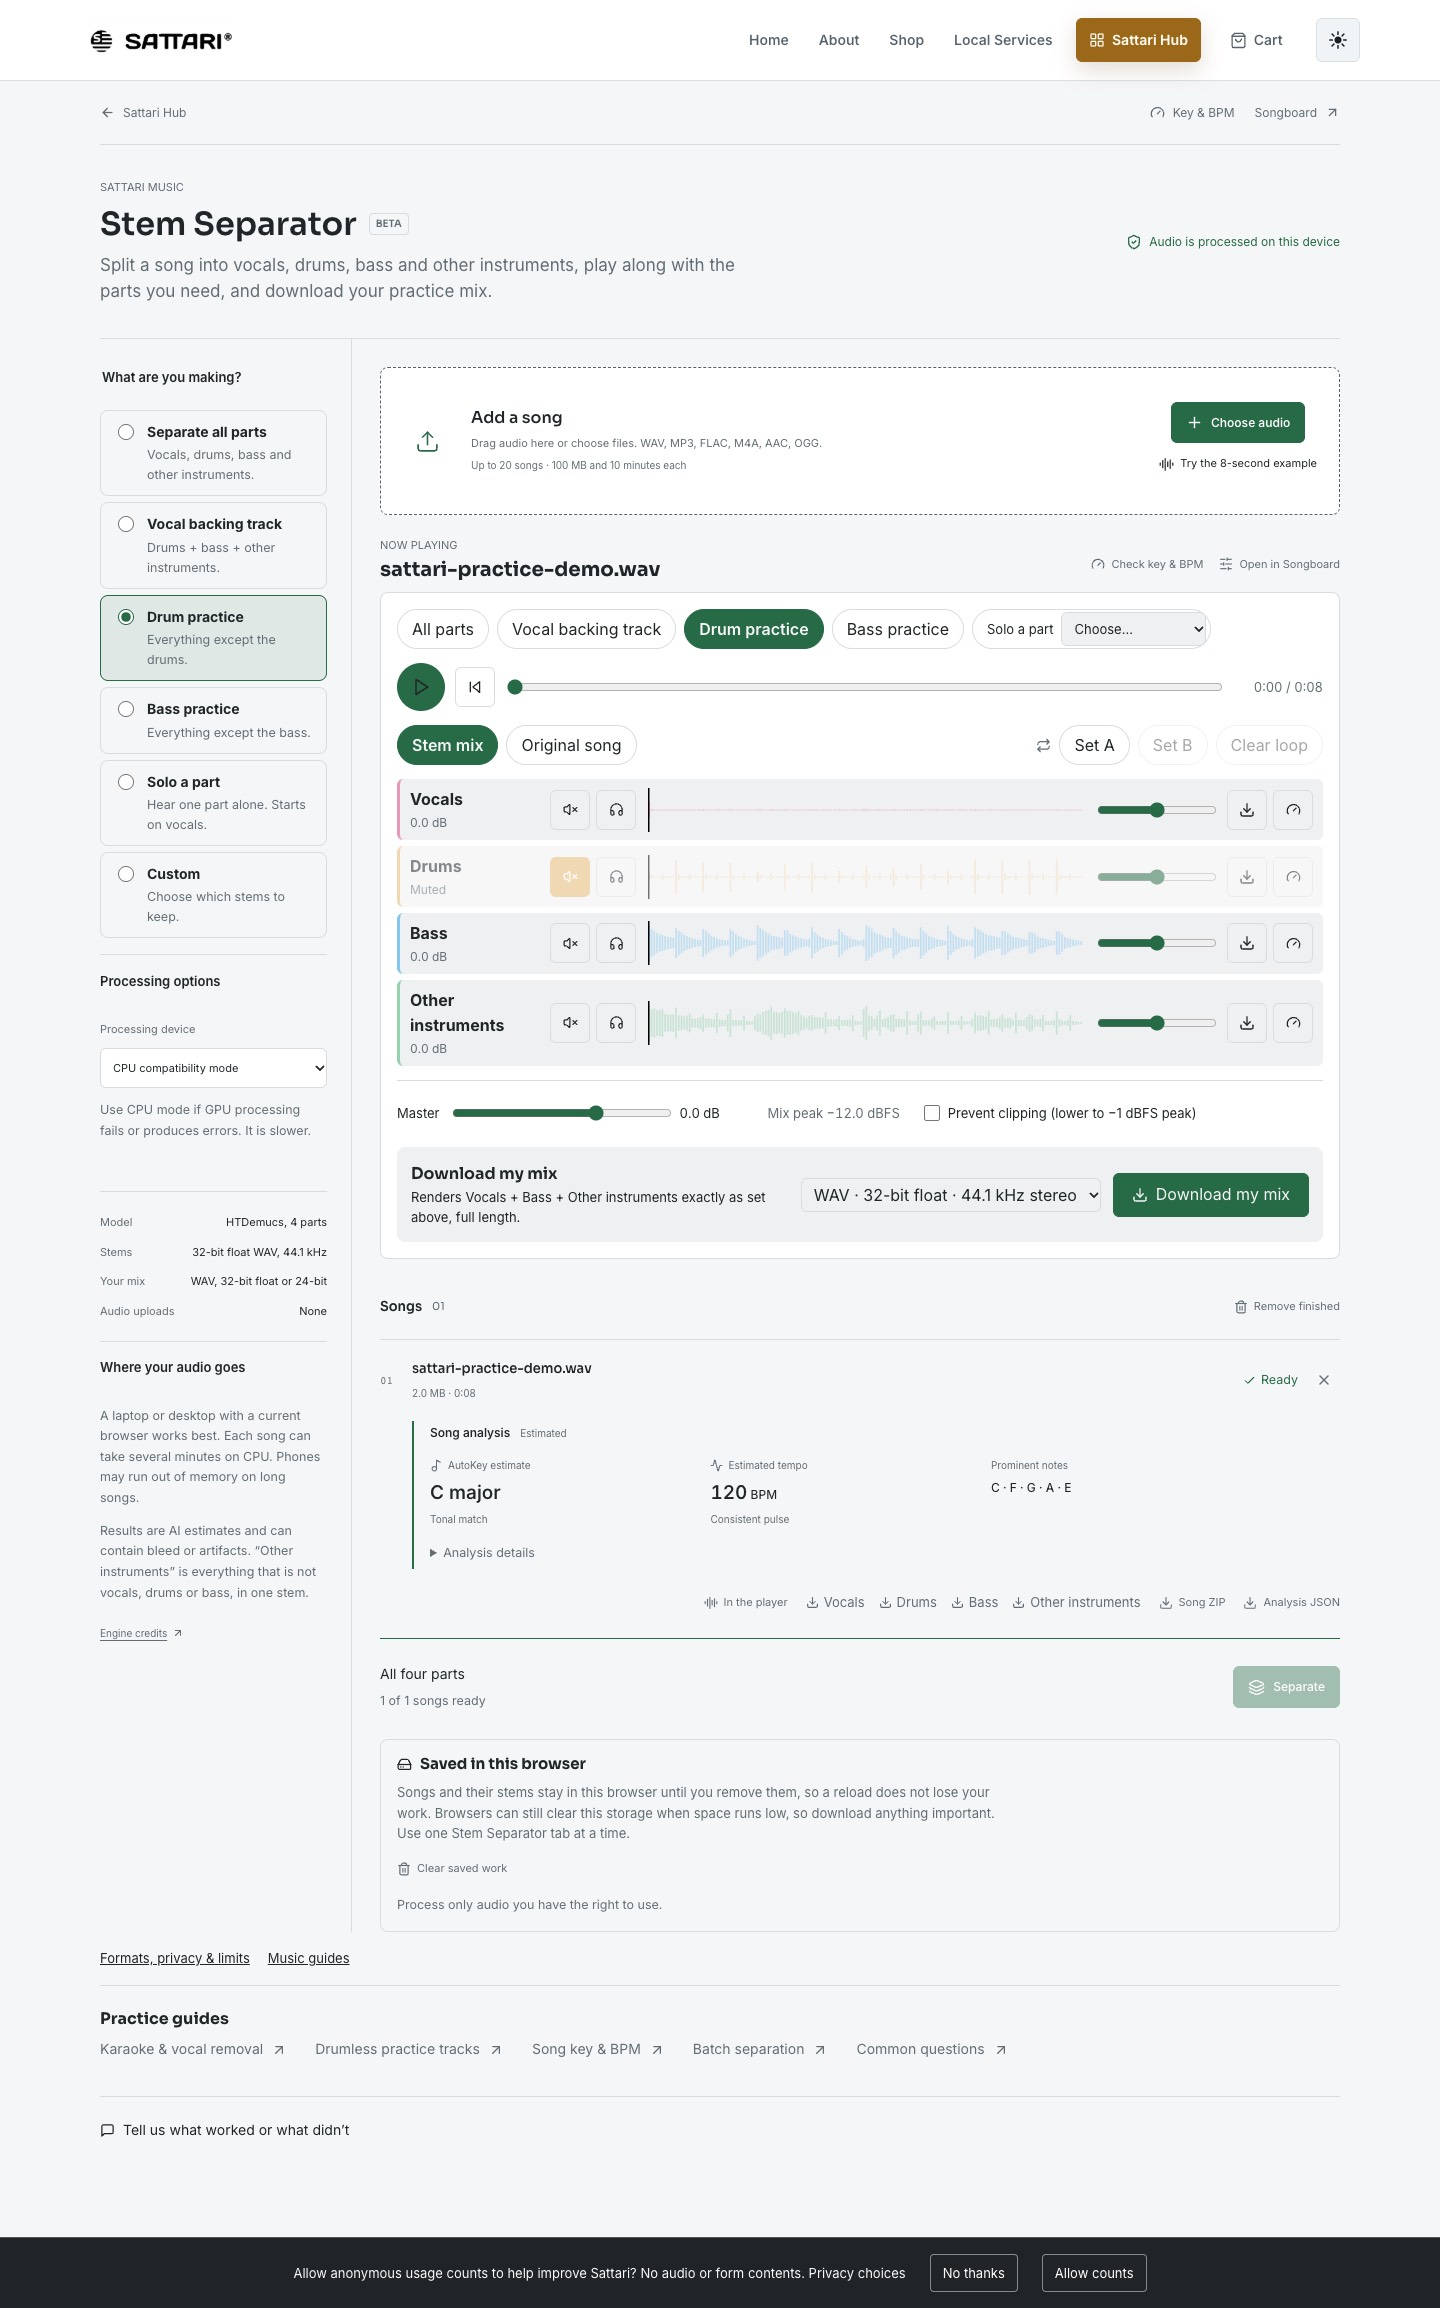 SATTARI®
Home
About
Shop
Local Services
Sattari Hub
Cart
Sattari Hub
Key & BPM
Songboard
SATTARI MUSIC
Stem Separator
BETA
Split a song into vocals, drums, bass and other instruments, play along with the
parts you need, and download your practice mix.
Audio is processed on this device
What are you making?
Separate all parts
Vocals, drums, bass and
other instruments.
Vocal backing track
Drums + bass + other
instruments.
Drum practice
Everything except the
drums.
Bass practice
Everything except the bass.
Solo a part
Hear one part alone. Starts
on vocals.
Custom
Choose which stems to
keep.
Processing options
Processing device
CPU compatibility mode
Use CPU mode if GPU processing
fails or produces errors. It is slower.
Model HTDemucs, 4 parts
Stems 32-bit float WAV, 44.1 kHz
Your mix WAV, 32-bit float or 24-bit
Audio uploads None
Where your audio goes
A laptop or desktop with a current
browser works best. Each song can
take several minutes on CPU. Phones
may run out of memory on long
songs.
Results are AI estimates and can
contain bleed or artifacts. “Other
instruments” is everything that is not
vocals, drums or bass, in one stem.
Engine credits
Add a song
Drag audio here or choose files. WAV, MP3, FLAC, M4A, AAC, OGG.
Up to 20 songs · 100 MB and 10 minutes each
Choose audio
Try the 8-second example
NOW PLAYING
sattari-practice-demo.wav
Check key & BPM
Open in Songboard
All parts
Vocal backing track
Drum practice
Bass practice
Solo a part
Choose...
0:00 / 0:08
Stem mix
Original song
Set A
Set B
Clear loop
Vocals
0.0 dB
Drums
Muted
Bass
0.0 dB
Other
instruments
0.0 dB
Master
0.0 dB
Mix peak −12.0 dBFS
Prevent clipping (lower to −1 dBFS peak)
Download my mix
Renders Vocals + Bass + Other instruments exactly as set
above, full length.
WAV · 32-bit float · 44.1 kHz stereo
Download my mix
Songs 01
Remove finished
01
sattari-practice-demo.wav
2.0 MB · 0:08
Ready
Song analysis Estimated
AutoKey estimate
C major
Tonal match
Estimated tempo
120 BPM
Consistent pulse
Prominent notes
C · F · G · A · E
Analysis details
In the player
Vocals
Drums
Bass
Other instruments
Song ZIP
Analysis JSON
All four parts
1 of 1 songs ready
Separate
Saved in this browser
Songs and their stems stay in this browser until you remove them, so a reload does not lose your
work. Browsers can still clear this storage when space runs low, so download anything important.
Use one Stem Separator tab at a time.
Clear saved work
Process only audio you have the right to use.
Formats, privacy & limits
Music guides
Practice guides
Karaoke & vocal removal
Drumless practice tracks
Song key & BPM
Batch separation
Common questions
Tell us what worked or what didn’t
Allow anonymous usage counts to help improve Sattari? No audio or form contents. Privacy choices
No thanks
Allow counts